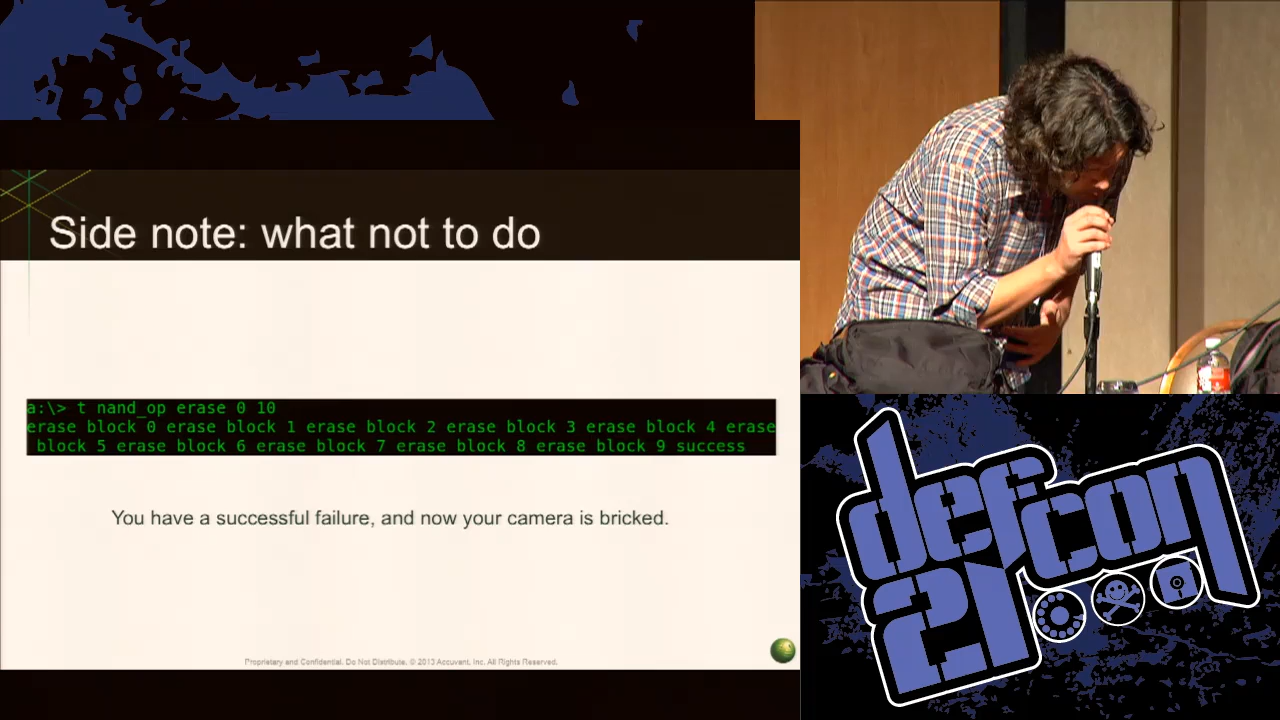 Side note: what not to do
a:\> t nand_op erase 0 10
erase block 0 erase block 1 erase block 2 erase block 3 erase block 4 erase
block 5 erase block 6 erase block 7 erase block 8 erase block 9 success
You have a successful failure, and now your camera is bricked.
Proprietary and Confidential. Do Not Distribute. © 2013 Accuvant, Inc. All Rights Reserved.
defcon
21